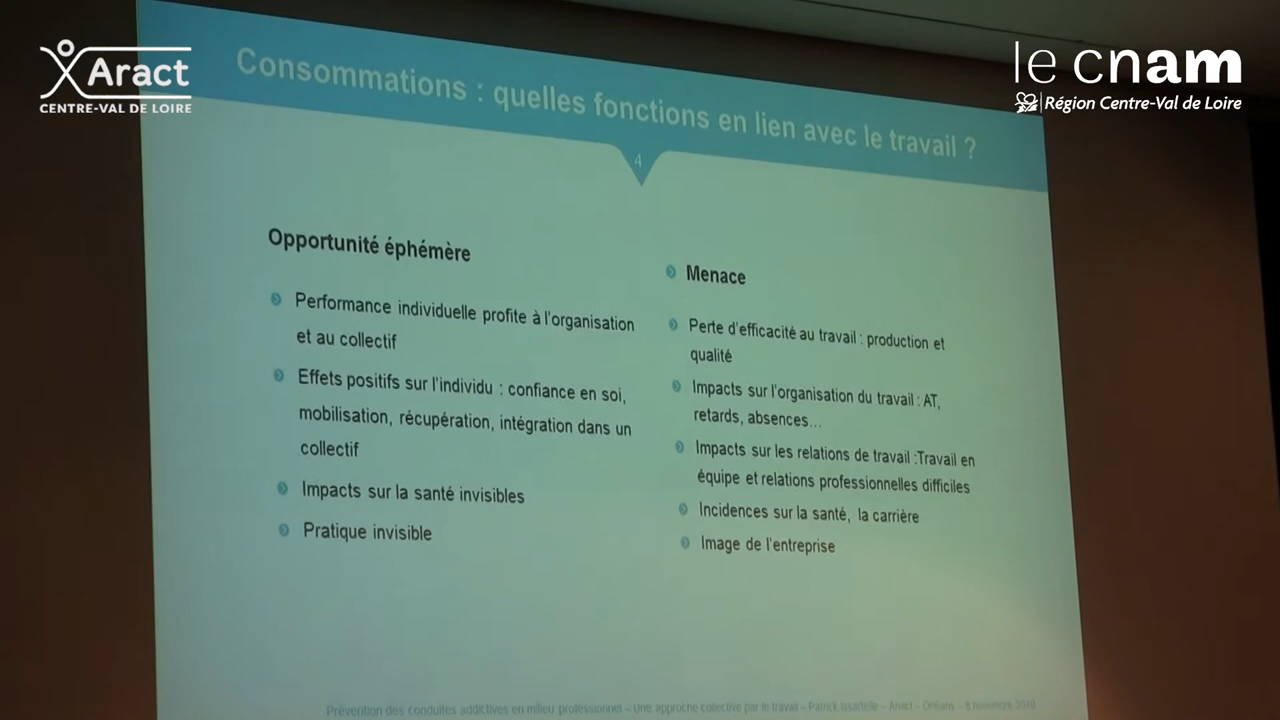 Aract
CENTRE-VAL DE LOIRE
le cnam
Région Centre-Val de Loire
Consommations : quelles fonctions en lien avec le travail ?
4
Opportunité éphémère
Performance individuelle profite à l'organisation
et au collectif
Effets positifs sur l'individu : confiance en soi,
mobilisation, récupération, intégration dans un
collectif
Impacts sur la santé invisibles
Pratique invisible
Menace
Perte d'efficacité au travail : production et
qualité
Impacts sur l'organisation du travail : AT,
retards, absences...
Impacts sur les relations de travail :Travail en
équipe et relations professionnelles difficiles
Incidences sur la santé, la carrière
Image de l'entreprise
Prévention des conduites addictives en milieu professionnel – Une approche collective par le travail – Patrick – Aract – Orléans – novembre